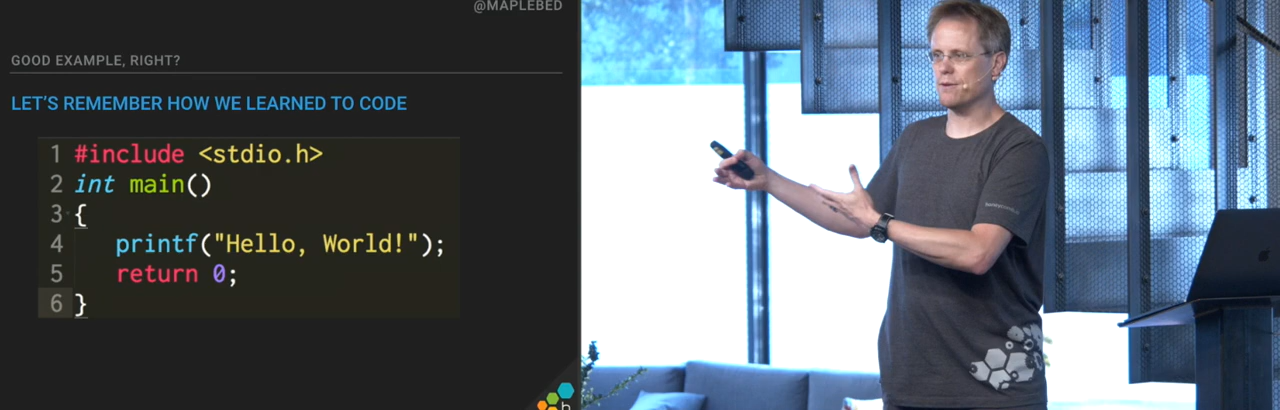 @MAPLEBED
GOOD EXAMPLE, RIGHT?
LET'S REMEMBER HOW WE LEARNED TO CODE
1 #include <stdio.h>
2 int main()
3 {
4 printf("Hello, World!");
5 return 0;
6 }
h